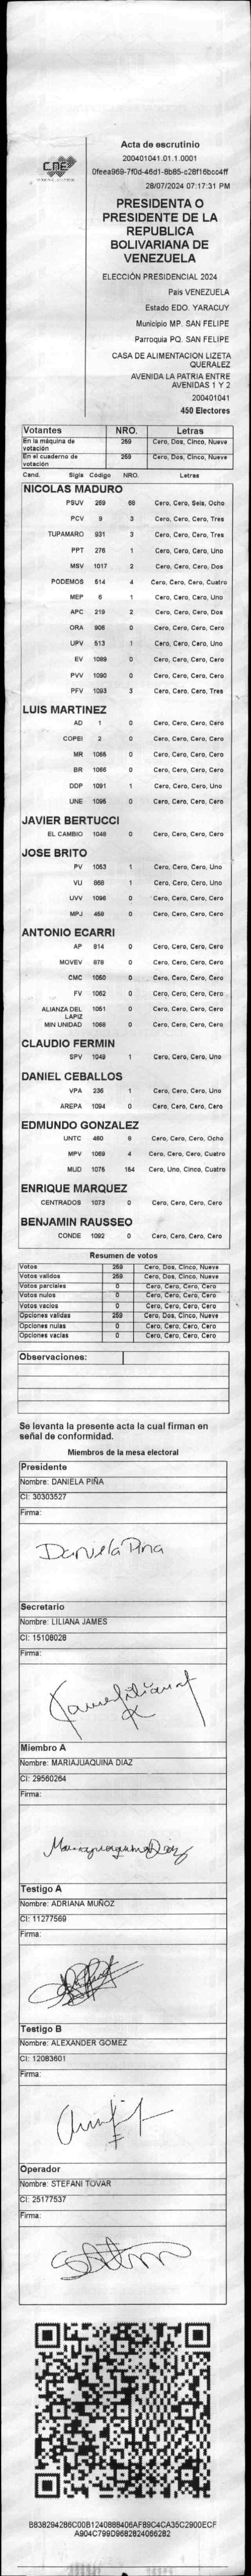 CNE
Acta de escrutinio
200401041.01.1.0001
0feea969-7f0d-46d1-8b85-c28f16bcc4ff
28/07/2024 07:17:31 PM
PRESIDENTA O
PRESIDENTE DE LA
REPUBLICA
BOLIVARIANA DE
VENEZUELA
ELECCIÓN PRESIDENCIAL 2024
Pais VENEZUELA
Estado EDO. YARACUY
Municipio MP. SAN FELIPE
Parroquia PQ. SAN FELIPE
CASA DE ALIMENTACION LIZETA
QUERALEZ
AVENIDA LA PATRIA ENTRE
AVENIDAS 1 Y 2
200401041
450 Electores
Votantes NRO. Letras
En la máquina de votación 259 Cero, Dos, Cinco, Nueve
En el cuaderno de votación 259 Cero, Dos, Cinco, Nueve
Cand. Sigla Codigo NRO. Letras
NICOLAS MADURO
PSUV 269 68 Cero, Cero, Seis, Ocho
PCV 9 3 Cero, Cero, Cero, Tres
TUPAMARO 931 3 Cero, Cero, Cero, Tres
PPT 276 1 Cero, Cero, Cero, Uno
MSV 1017 2 Cero, Cero, Cero, Dos
PODEMOS 514 4 Cero, Cero, Cero, Cuatro
MEP 6 1 Cero, Cero, Cero, Uno
APC 219 2 Cero, Cero, Cero, Dos
ORA 906 0 Cero, Cero, Cero, Cero
UPV 513 1 Cero, Cero, Cero, Uno
EV 1089 0 Cero, Cero, Cero, Cero
PVV 1090 0 Cero, Cero, Cero, Cero
PFV 1093 3 Cero, Cero, Cero, Tres
LUIS MARTINEZ
AD 1 0 Cero, Cero, Cero, Cero
COPEI 2 0 Cero, Cero, Cero, Cero
MR 1065 0 Cero, Cero, Cero, Cero
BR 1066 0 Cero, Cero, Cero, Cero
DDP 1091 1 Cero, Cero, Cero, Uno
UNE 1095 0 Cero, Cero, Cero, Cero
JAVIER BERTUCCI
EL CAMBIO 1048 0 Cero, Cero, Cero, Cero
JOSE BRITO
PV 1053 1 Cero, Cero, Cero, Uno
VU 868 1 Cero, Cero, Cero, Uno
UVV 1096 0 Cero, Cero, Cero, Cero
MPJ 459 0 Cero, Cero, Cero, Cero
ANTONIO ECARRI
AP 814 0 Cero, Cero, Cero, Cero
MOVEV 878 0 Cero, Cero, Cero, Cero
CMC 1050 0 Cero, Cero, Cero, Cero
FV 1062 0 Cero, Cero, Cero, Cero
ALIANZA DEL LAPIZ 1051 0 Cero, Cero, Cero, Cero
MIN UNIDAD 1068 0 Cero, Cero, Cero, Cero
CLAUDIO FERMIN
SPV 1049 1 Cero, Cero, Cero, Uno
DANIEL CEBALLOS
VPA 236 1 Cero, Cero, Cero, Uno
AREPA 1094 0 Cero, Cero, Cero, Cero
EDMUNDO GONZALEZ
UNTC 460 8 Cero, Cero, Cero, Ocho
MPV 1069 4 Cero, Cero, Cero, Cuatro
MUD 1075 154 Cero, Uno, Cinco, Cuatro
ENRIQUE MARQUEZ
CENTRADOS 1073 0 Cero, Cero, Cero, Cero
BENJAMIN RAUSSEO
CONDE 1092 0 Cero, Cero, Cero, Cero
Resumen de votos
Votos 259 Cero, Dos, Cinco, Nueve
Votos validos 259 Cero, Dos, Cinco, Nueve
Votos parciales 0 Cero, Cero, Cero, Cero
Votos nulos 0 Cero, Cero, Cero, Cero
Votos vacios 0 Cero, Cero, Cero, Cero
Opciones validas 259 Cero, Dos, Cinco, Nueve
Opciones nulas 0 Cero, Cero, Cero, Cero
Opciones vacias 0 Cero, Cero, Cero, Cero
Observaciones:
Se levanta la presente acta la cual firman en
señal de conformidad.
Miembros de la mesa electoral
Presidente
Nombre: DANIELA PIÑA
CI: 30303527
Firma:
Daniela Pina
Secretario
Nombre: LILIANA JAMES
CI: 15108028
Firma:
Miembro A
Nombre: MARIAJUAQUINA DIAZ
CI: 29560264
Firma:
Testigo A
Nombre: ADRIANA MUÑOZ
CI: 11277569
Firma:
Testigo B
Nombre: ALEXANDER GOMEZ
CI: 12083601
Firma:
Operador
Nombre: STEFANI TOVAR
CI: 25177537
Firma:
B838294286C00B1240888406AFB9C4CA35C2900ECF
A904C799D9682824066282